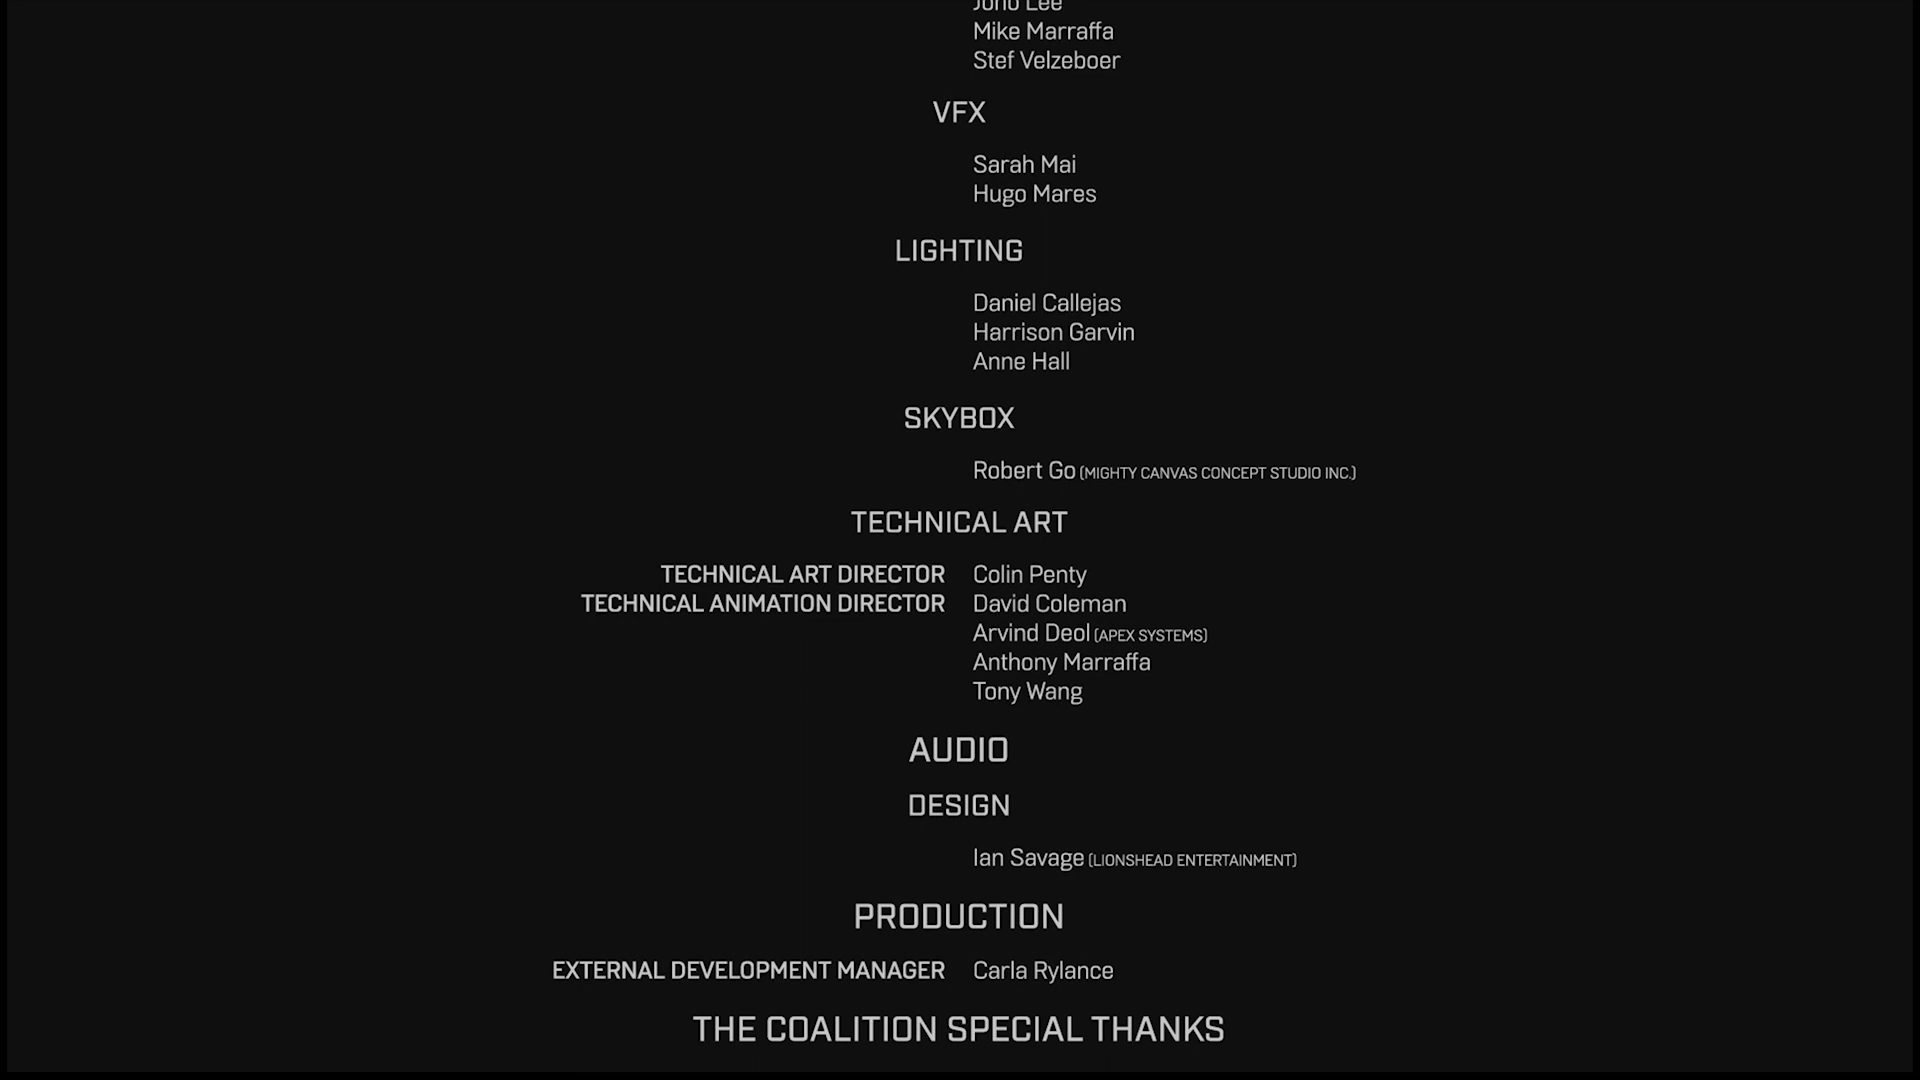 Mike Marraffa
Stef Velzeboer
VFX
Sarah Mai
Hugo Mares
LIGHTING
Daniel Callejas
Harrison Garvin
Anne Hall
SKYBOX
Robert Go (MIGHTY CANVAS CONCEPT STUDIO INC.)
TECHNICAL ART
TECHNICAL ART DIRECTOR Colin Penty
TECHNICAL ANIMATION DIRECTOR David Coleman
Arvind Deol (APEX SYSTEMS)
Anthony Marraffa
Tony Wang
AUDIO
DESIGN
Ian Savage (LIONSHEAD ENTERTAINMENT)
PRODUCTION
EXTERNAL DEVELOPMENT MANAGER Carla Rylance
THE COALITION SPECIAL THANKS